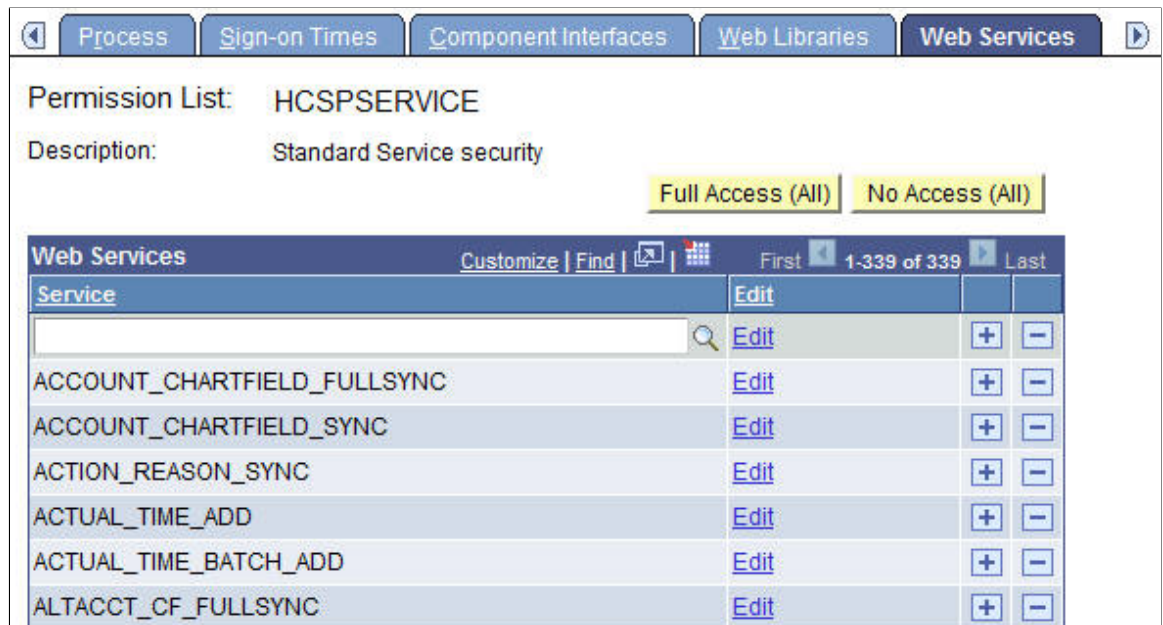 Process Sign-on Times Component Interfaces Web Libraries Web Services
Permission List: HCSPSERVICE
Description: Standard Service security
Full Access (All) No Access (All)
Web Services Customize | Find | | First 1-339 of 339 Last
Service Edit
Edit
ACCOUNT_CHARTFIELD_FULLSYNC Edit
ACCOUNT_CHARTFIELD_SYNC Edit
ACTION_REASON_SYNC Edit
ACTUAL_TIME_ADD Edit
ACTUAL_TIME_BATCH_ADD Edit
ALTACCT_CF_FULLSYNC Edit